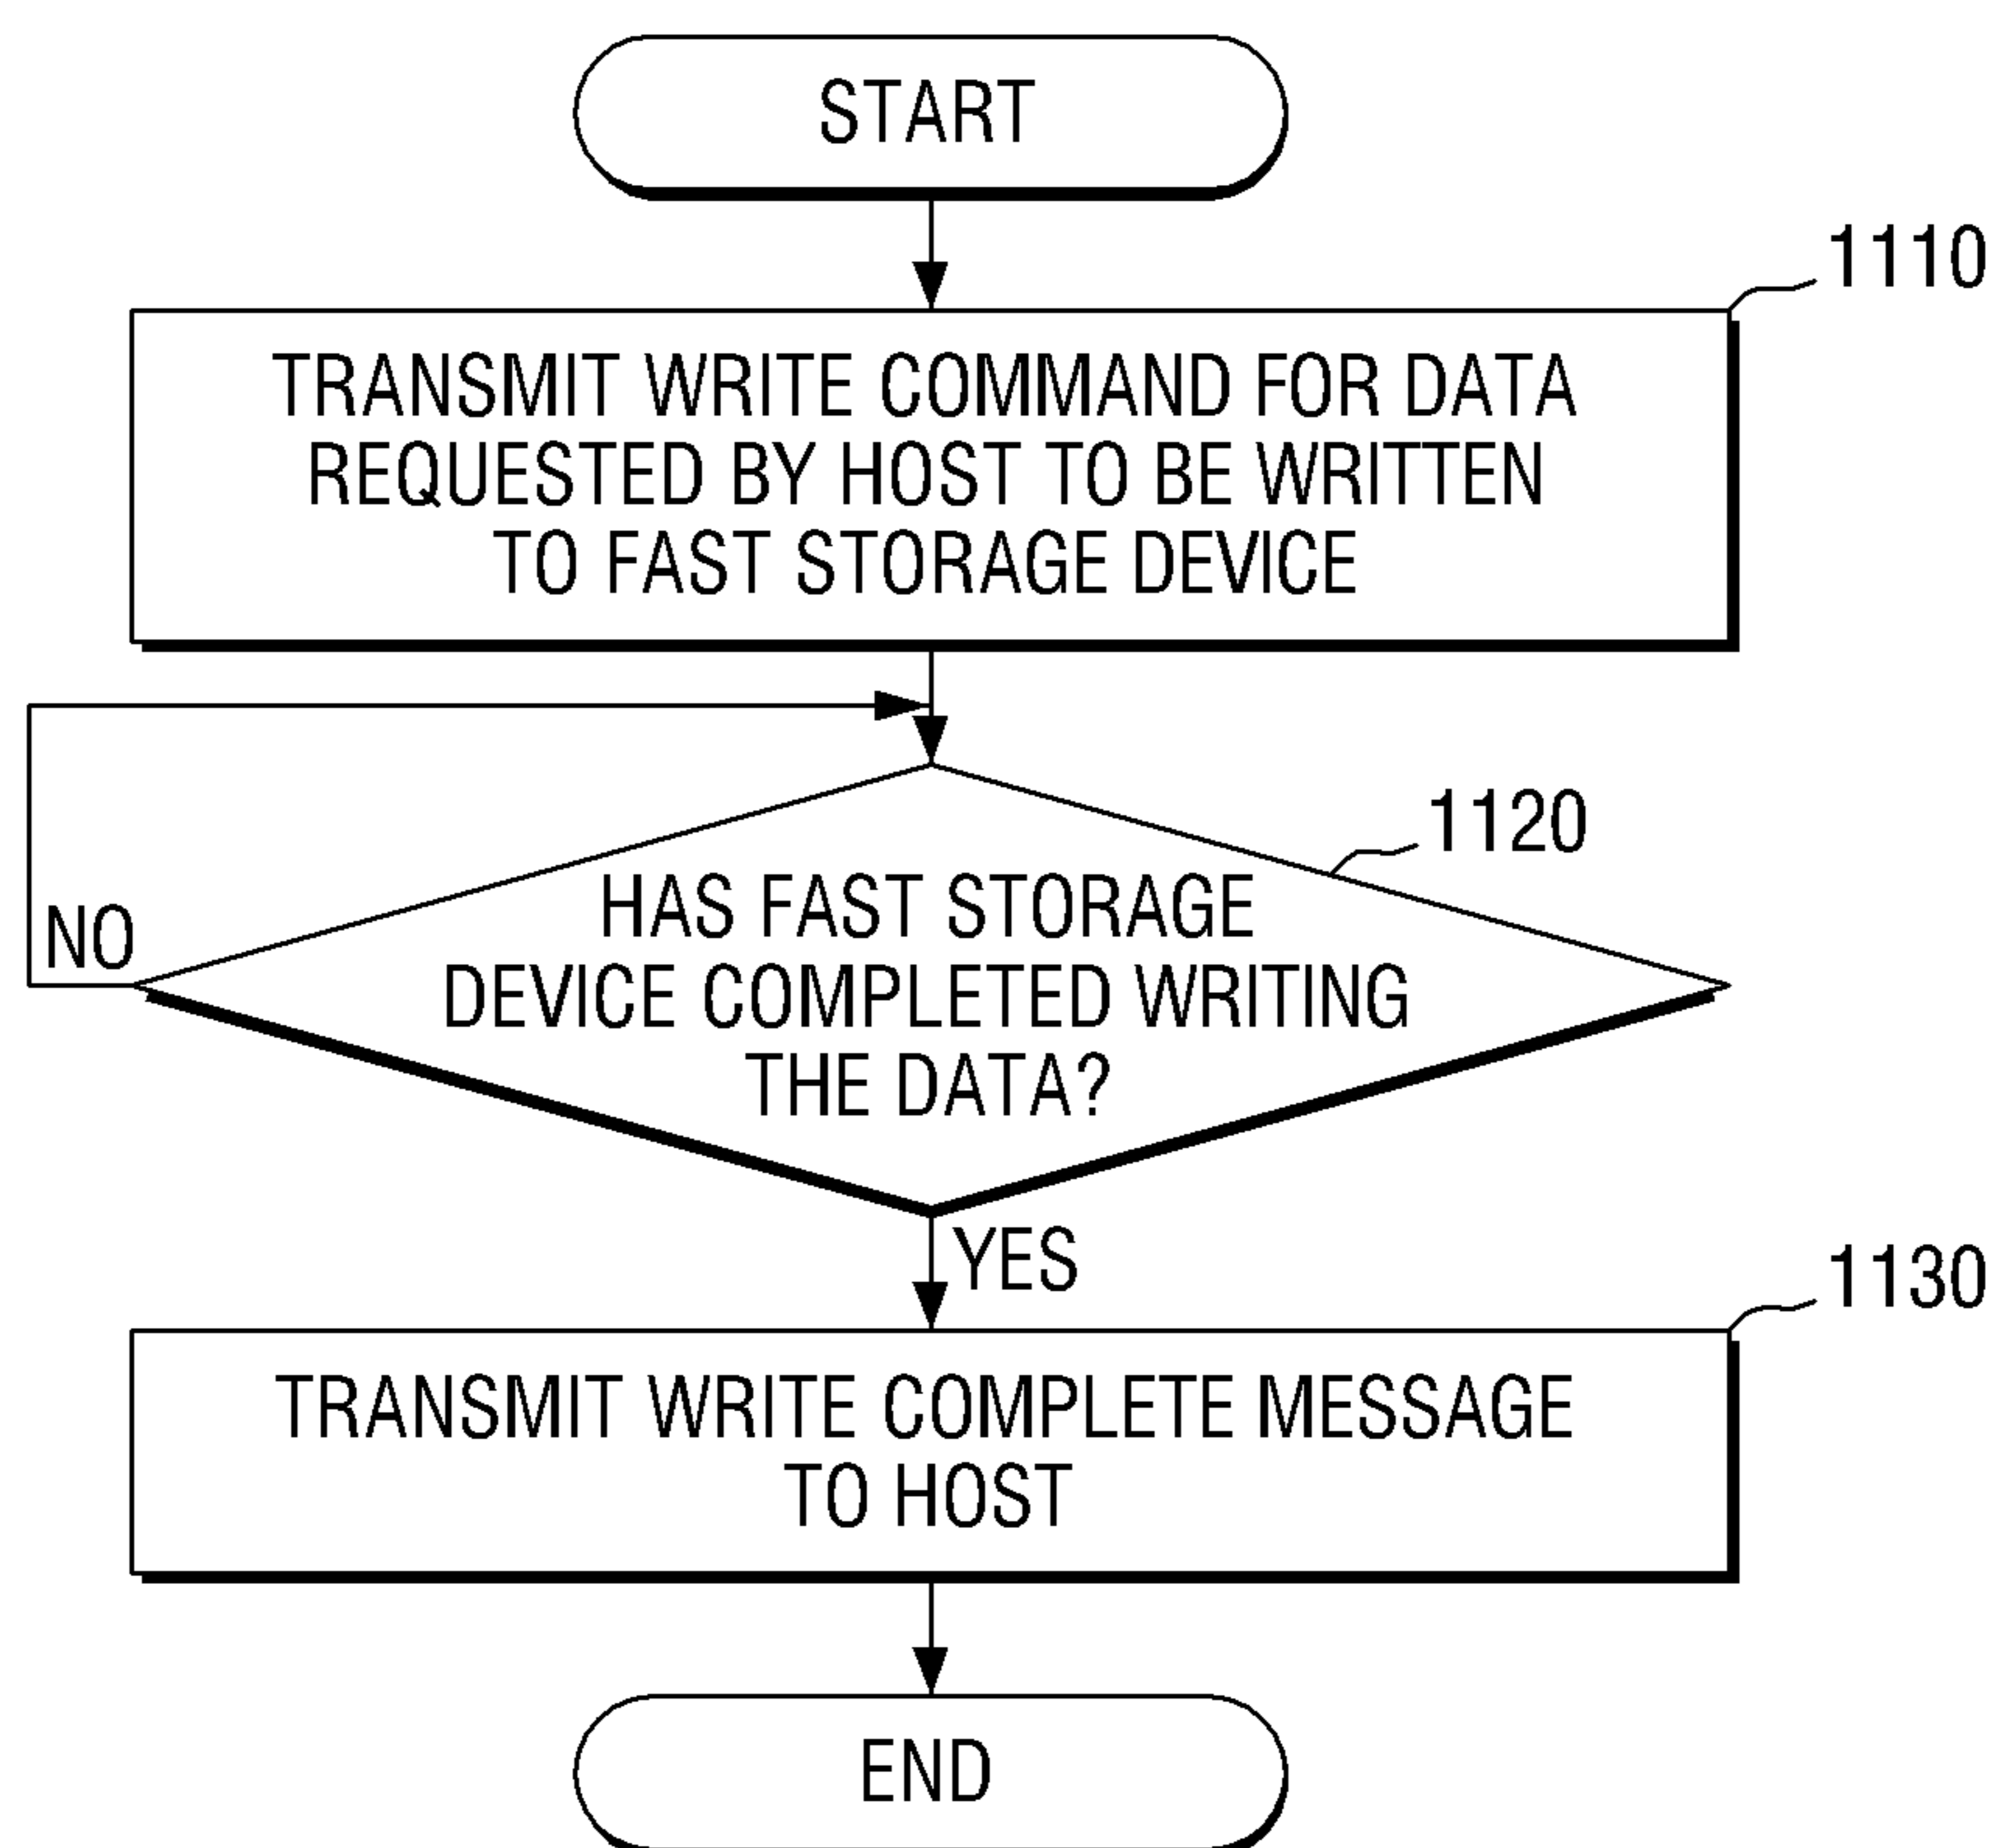 START
1110
TRANSMIT WRITE COMMAND FOR DATA
REQUESTED BY HOST TO BE WRITTEN
TO FAST STORAGE DEVICE
1120
HAS FAST STORAGE
NO
DEVICE COMPLETED WRITING
THE DATA?
YES
1130
TRANSMIT WRITE COMPLETE MESSAGE
TO HOST
END